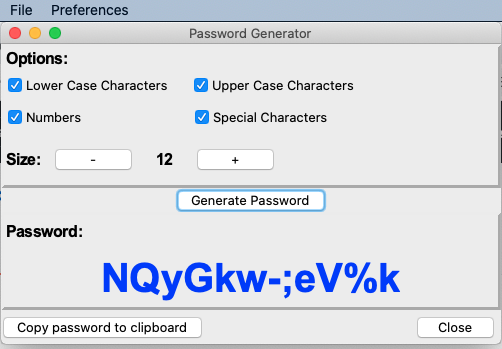 File Preferences
Password Generator
Options:
Lower Case Characters Upper Case Characters
Numbers Special Characters
Size: - 12 +
Generate Password
Password:
NQyGkw-;eV%k
Copy password to clipboard Close